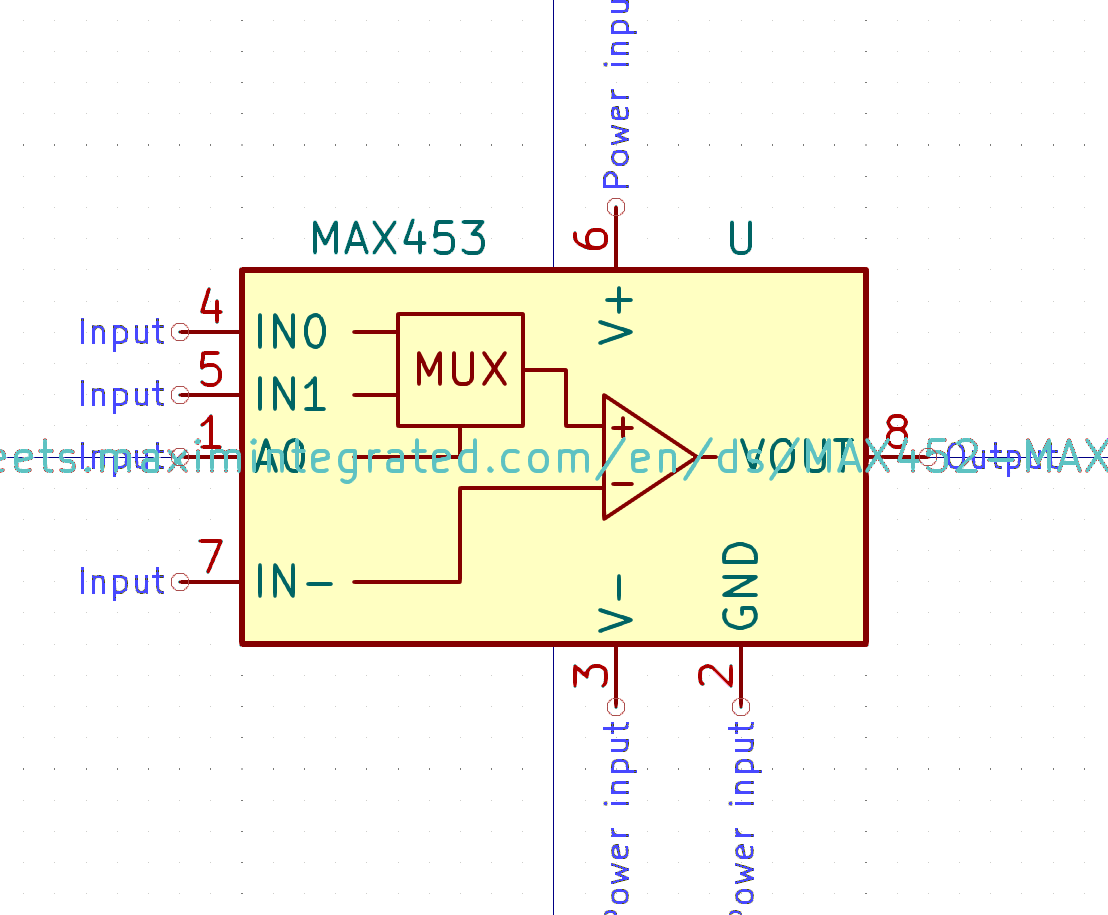 Power inpu
6
MAX453
U
4
Input
IN0
V+
5
Input
IN1
MUX
1
Input
A0
+
VOUT
8
Output
eets.maximintegrated.com/en/ds/MAX452-MAX
-
7
Input
IN-
V-
GND
3
2
Power input
Power input